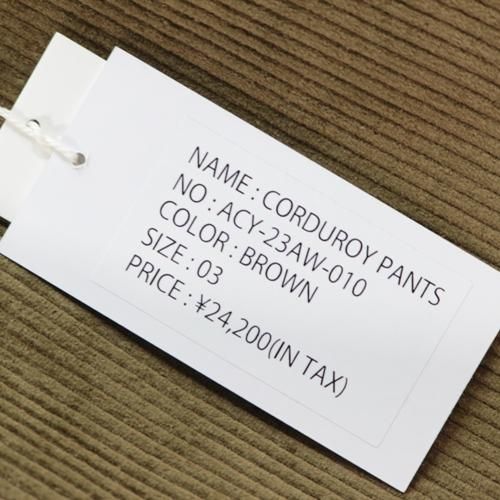 NAME : CORDUROY PANTS
NO : ACY-23AW-010
COLOR : BROWN
SIZE : 03
PRICE : ¥24,200(IN TAX)